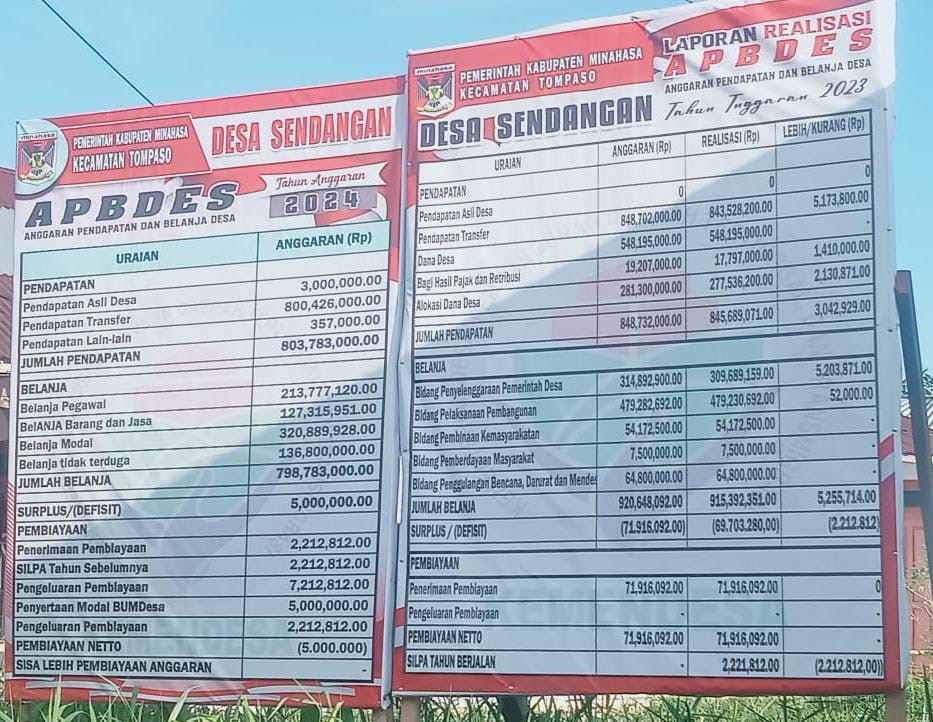 minahasa
PEMERINTAH KABUPATEN MINAHASA
KECAMATAN TOMPASO
DESA SENDANGAN
APBDES
ANGGARAN PENDAPATAN DAN BELANJA DESA
Tahun Anggaran
2024
URAIAN ANGGARAN (Rp)
PENDAPATAN
Pendapatan Asli Desa 3,000,000.00
Pendapatan Transfer 800,426,000.00
Pendapatan Lain-lain 357,000.00
JUMLAH PENDAPATAN 803,783,000.00
BELANJA
Belanja Pegawai 213,777,120.00
BelANJA Barang dan Jasa 127,315,951.00
Belanja Modal 320,889,928.00
Belanja tidak terduga 136,800,000.00
JUMLAH BELANJA 798,783,000.00
SURPLUS/(DEFISIT) 5,000,000.00
PEMBIAYAAN
Penerimaan Pembiayaan 2,212,812.00
SILPA Tahun Sebelumnya 2,212,812.00
Pengeluaran Pembiayaan 7,212,812.00
Penyertaan Modal BUMDesa 5,000,000.00
Pengeluaran Pembiayaan 2,212,812.00
PEMBIAYAAN NETTO (5.000.000)
SISA LEBIH PEMBIAYAAN ANGGARAN -
minahasa
PEMERINTAH KABUPATEN MINAHASA
KECAMATAN TOMPASO
LAPORAN REALISASI
APBDES
ANGGARAN PENDAPATAN DAN BELANJA DESA
DESA SENDANGAN
Tahun Tnggaran 2023
URAIAN ANGGARAN (Rp) REALISASI (Rp) LEBIH/KURANG (Rp)
PENDAPATAN
Pendapatan Asli Desa 0 0 0
Pendapatan Transfer 848,702,000.00 843,528,200.00 5,173,800.00
Dana Desa 548,195,000.00 548,195,000.00 -
Bagi Hasil Pajak dan Retribusi 19,207,000.00 17,797,000.00 1,410,000.00
Alokasi Dana Desa 281,300,000.00 277,536,200.00 2,130,871.00
JUMLAH PENDAPATAN 848,732,000.00 845,689,071.00 3,042,929.00
BELANJA
Bidang Penyelenggaraan Pemerintah Desa 314,892,900.00 309,689,159.00 5,203,871.00
Bidang Pelaksanaan Pembangunan 479,282,692.00 479,230,692.00 52,000.00
Bidang Pembinaan Kemasyarakatan 54,172,500.00 54,172,500.00
Bidang Pemberdayaan Masyarakat 7,500,000.00 7,500,000.00
Bidang Penggulangan Bencana, Darurat dan Mendes 64,800,000.00 64,800,000.00
JUMLAH BELANJA 920,648,092.00 915,392,351.00 5,255,714.00
SURPLUS / (DEFISIT) (71.916,092.00) (69.703.280,00) (2.212.812)
PEMBIAYAAN
Penerimaan Pembiayaan 71,916,092.00 71,916,092.00 0
Pengeluaran Pembiayaan - -
PEMBIAYAAN NETTO 71,916,092.00 71,916,092.00
SILPA TAHUN BERJALAN - 2,221,812.00 (2.212.812,00))